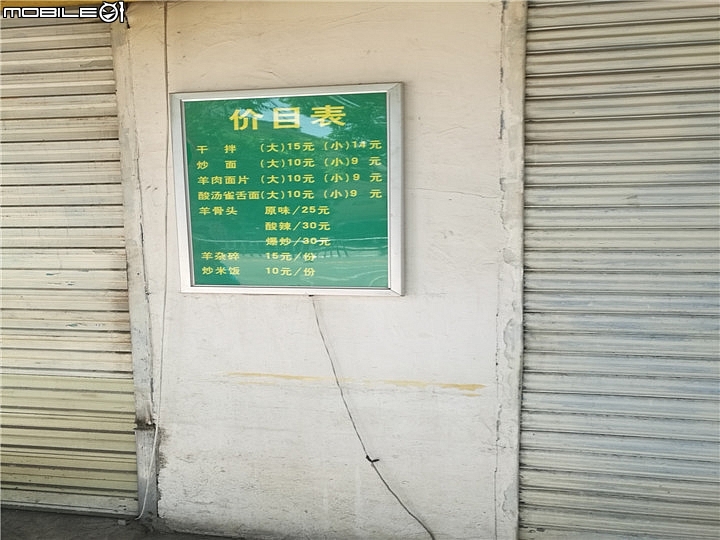 MOBILE01
价目表
干 拌 (大)15元 (小)14元
炒 面 (大)10元 (小)9 元
羊肉面片 (大)10元 (小)9 元
酸汤雀舌面(大)10元 (小)9 元
羊骨头 原味/25元
酸辣/30元
爆炒/30元
羊杂碎 15元/份
炒米饭 10元/份